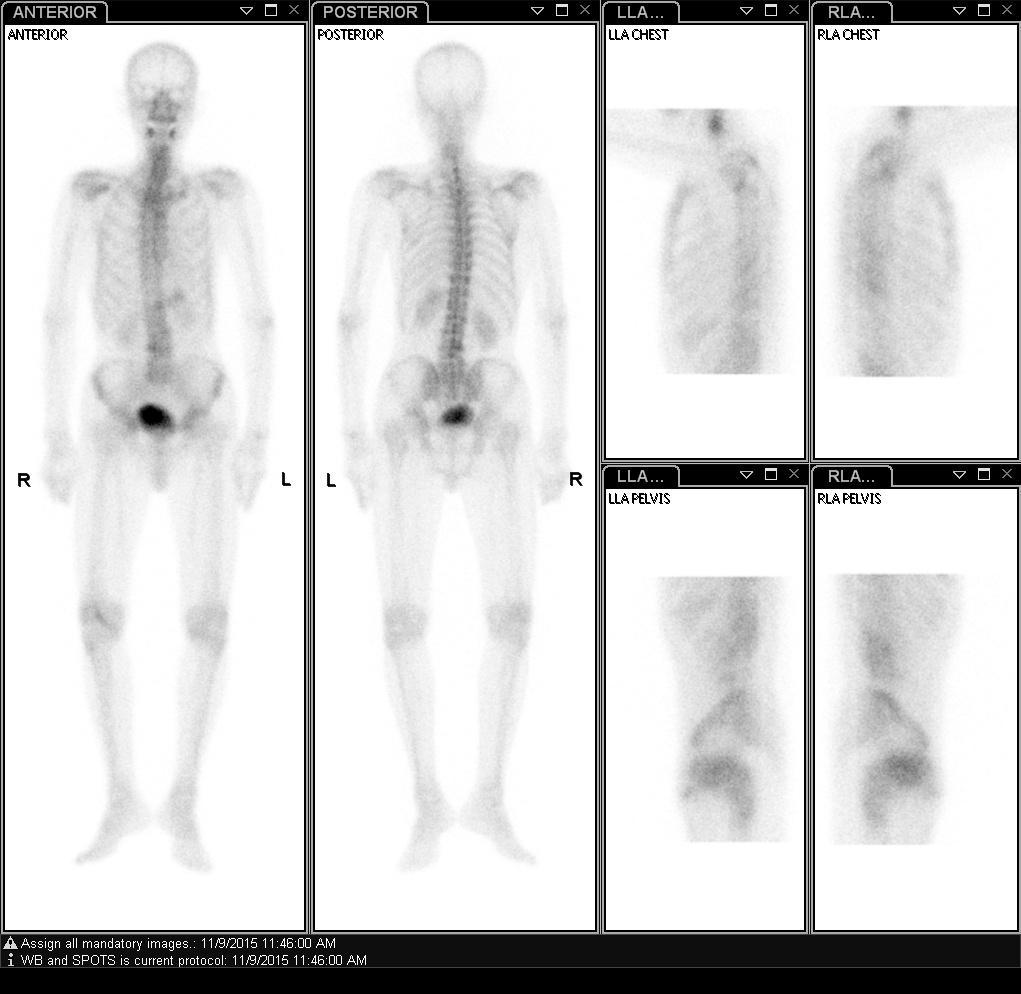 ANTERIOR
ANTERIOR
R
L
POSTERIOR
POSTERIOR
L
R
LLA...
LLA CHEST
RLA...
RLA CHEST
LLA...
LLA PELVIS
RLA...
RLA PELVIS
Assign all mandatory images.: 11/9/2015 11:46:00 AM
WB and SPOTS is current protocol: 11/9/2015 11:46:00 AM